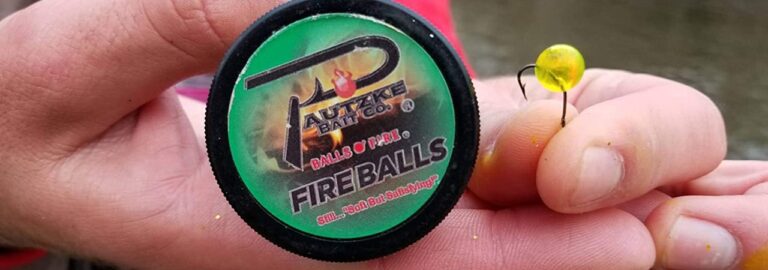 PAUTZKE
BAIT CO.®
BALLS O' FIRE®
FIRE BALLS
Still... "Soft But Satisfying!"